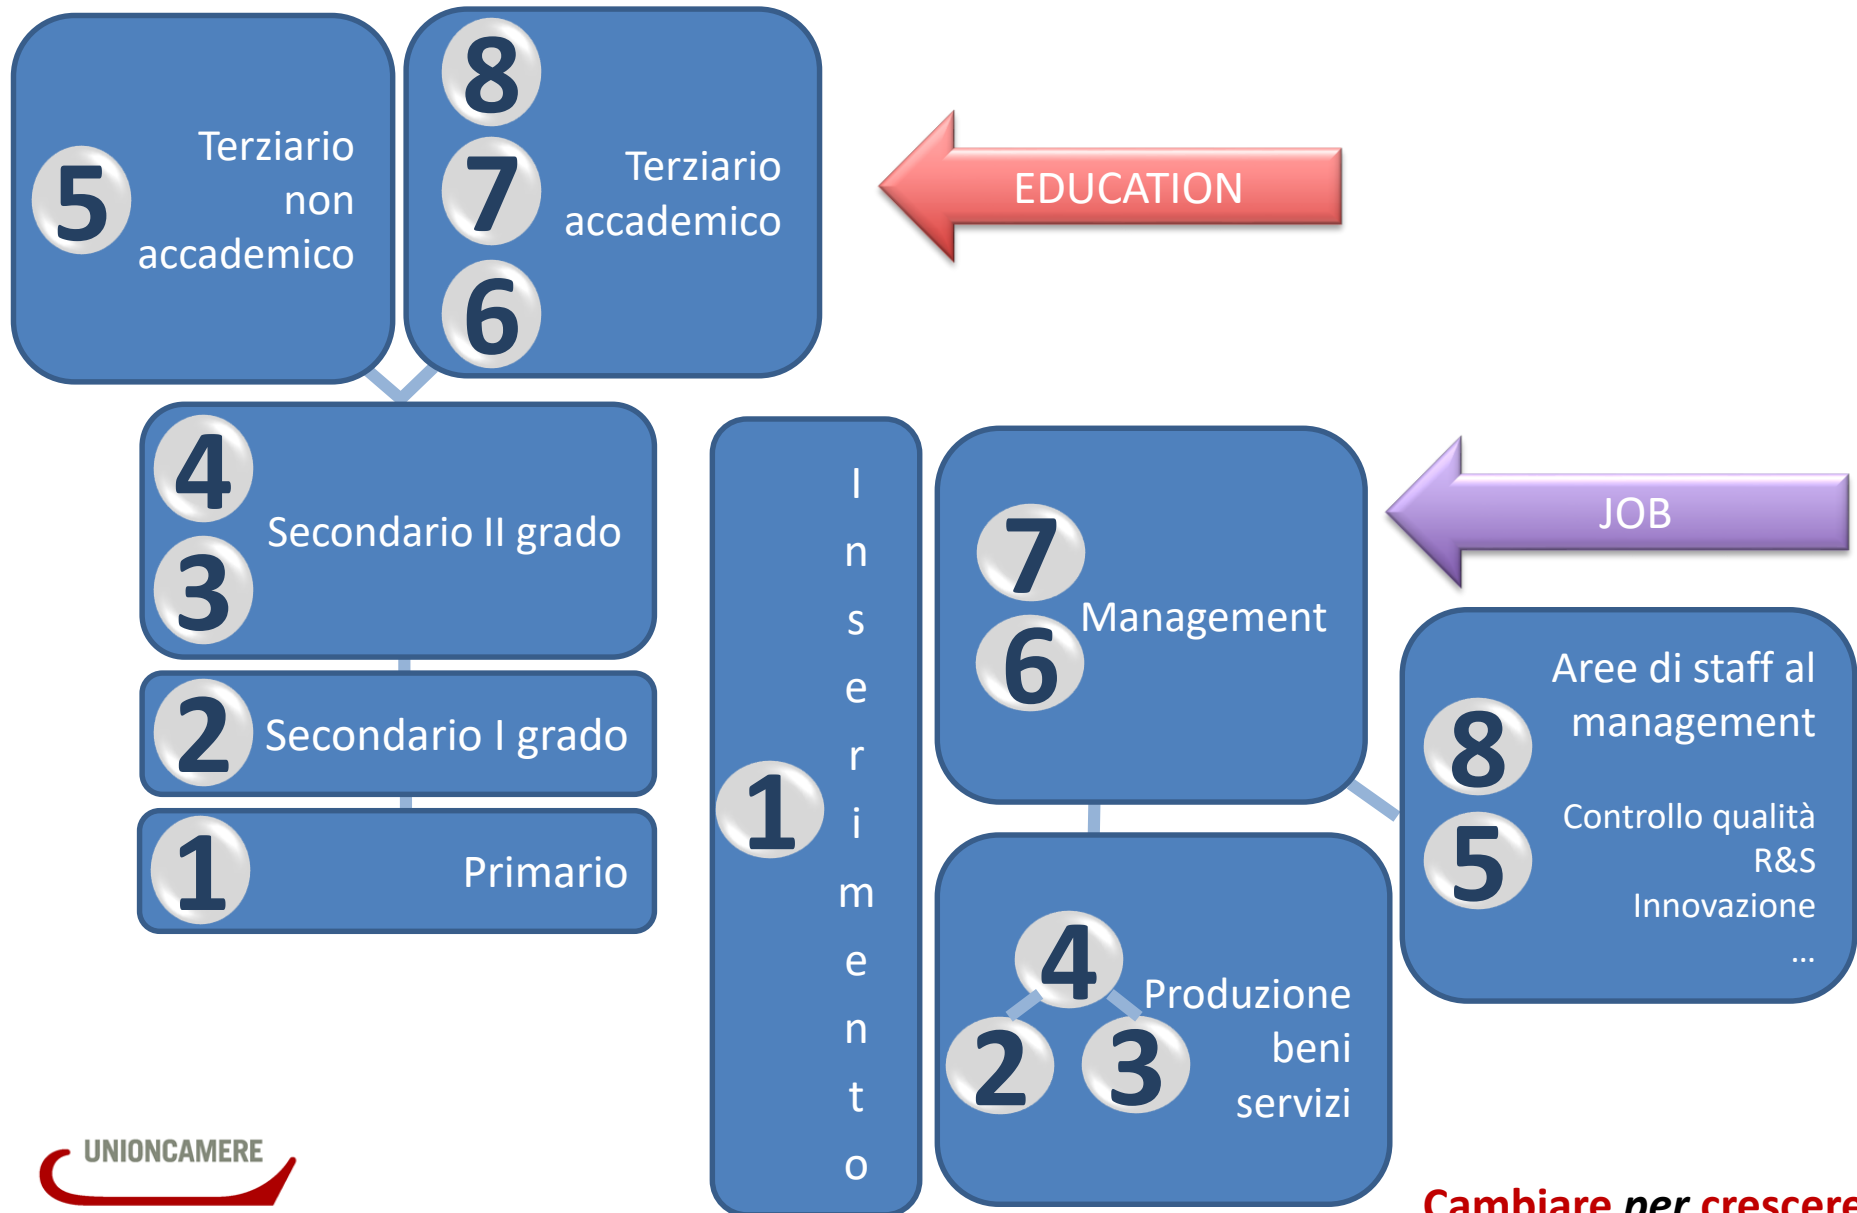 5
Terziario
non
accademico
8
7
6
Terziario
accademico
EDUCATION
4
3
Secondario II grado
2
Secondario I grado
1
Primario
1
I
n
s
e
r
i
m
e
n
t
o
7
6
Management
JOB
Aree di staff al
management
8
5
Controllo qualità
R&S
Innovazione
...
4
2
3
Produzione
beni
servizi
UNIONCAMERE
Cambiare per crescere